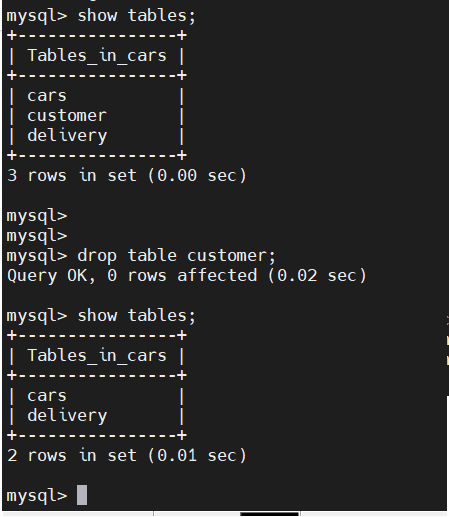 mysql> show tables;
+----------------+
| Tables_in_cars |
+----------------+
| cars           |
| customer       |
| delivery       |
+----------------+
3 rows in set (0.00 sec)
mysql>
mysql>
mysql> drop table customer;
Query OK, 0 rows affected (0.02 sec)
mysql> show tables;
+----------------+
| Tables_in_cars |
+----------------+
| cars           |
| delivery       |
+----------------+
2 rows in set (0.01 sec)
mysql>